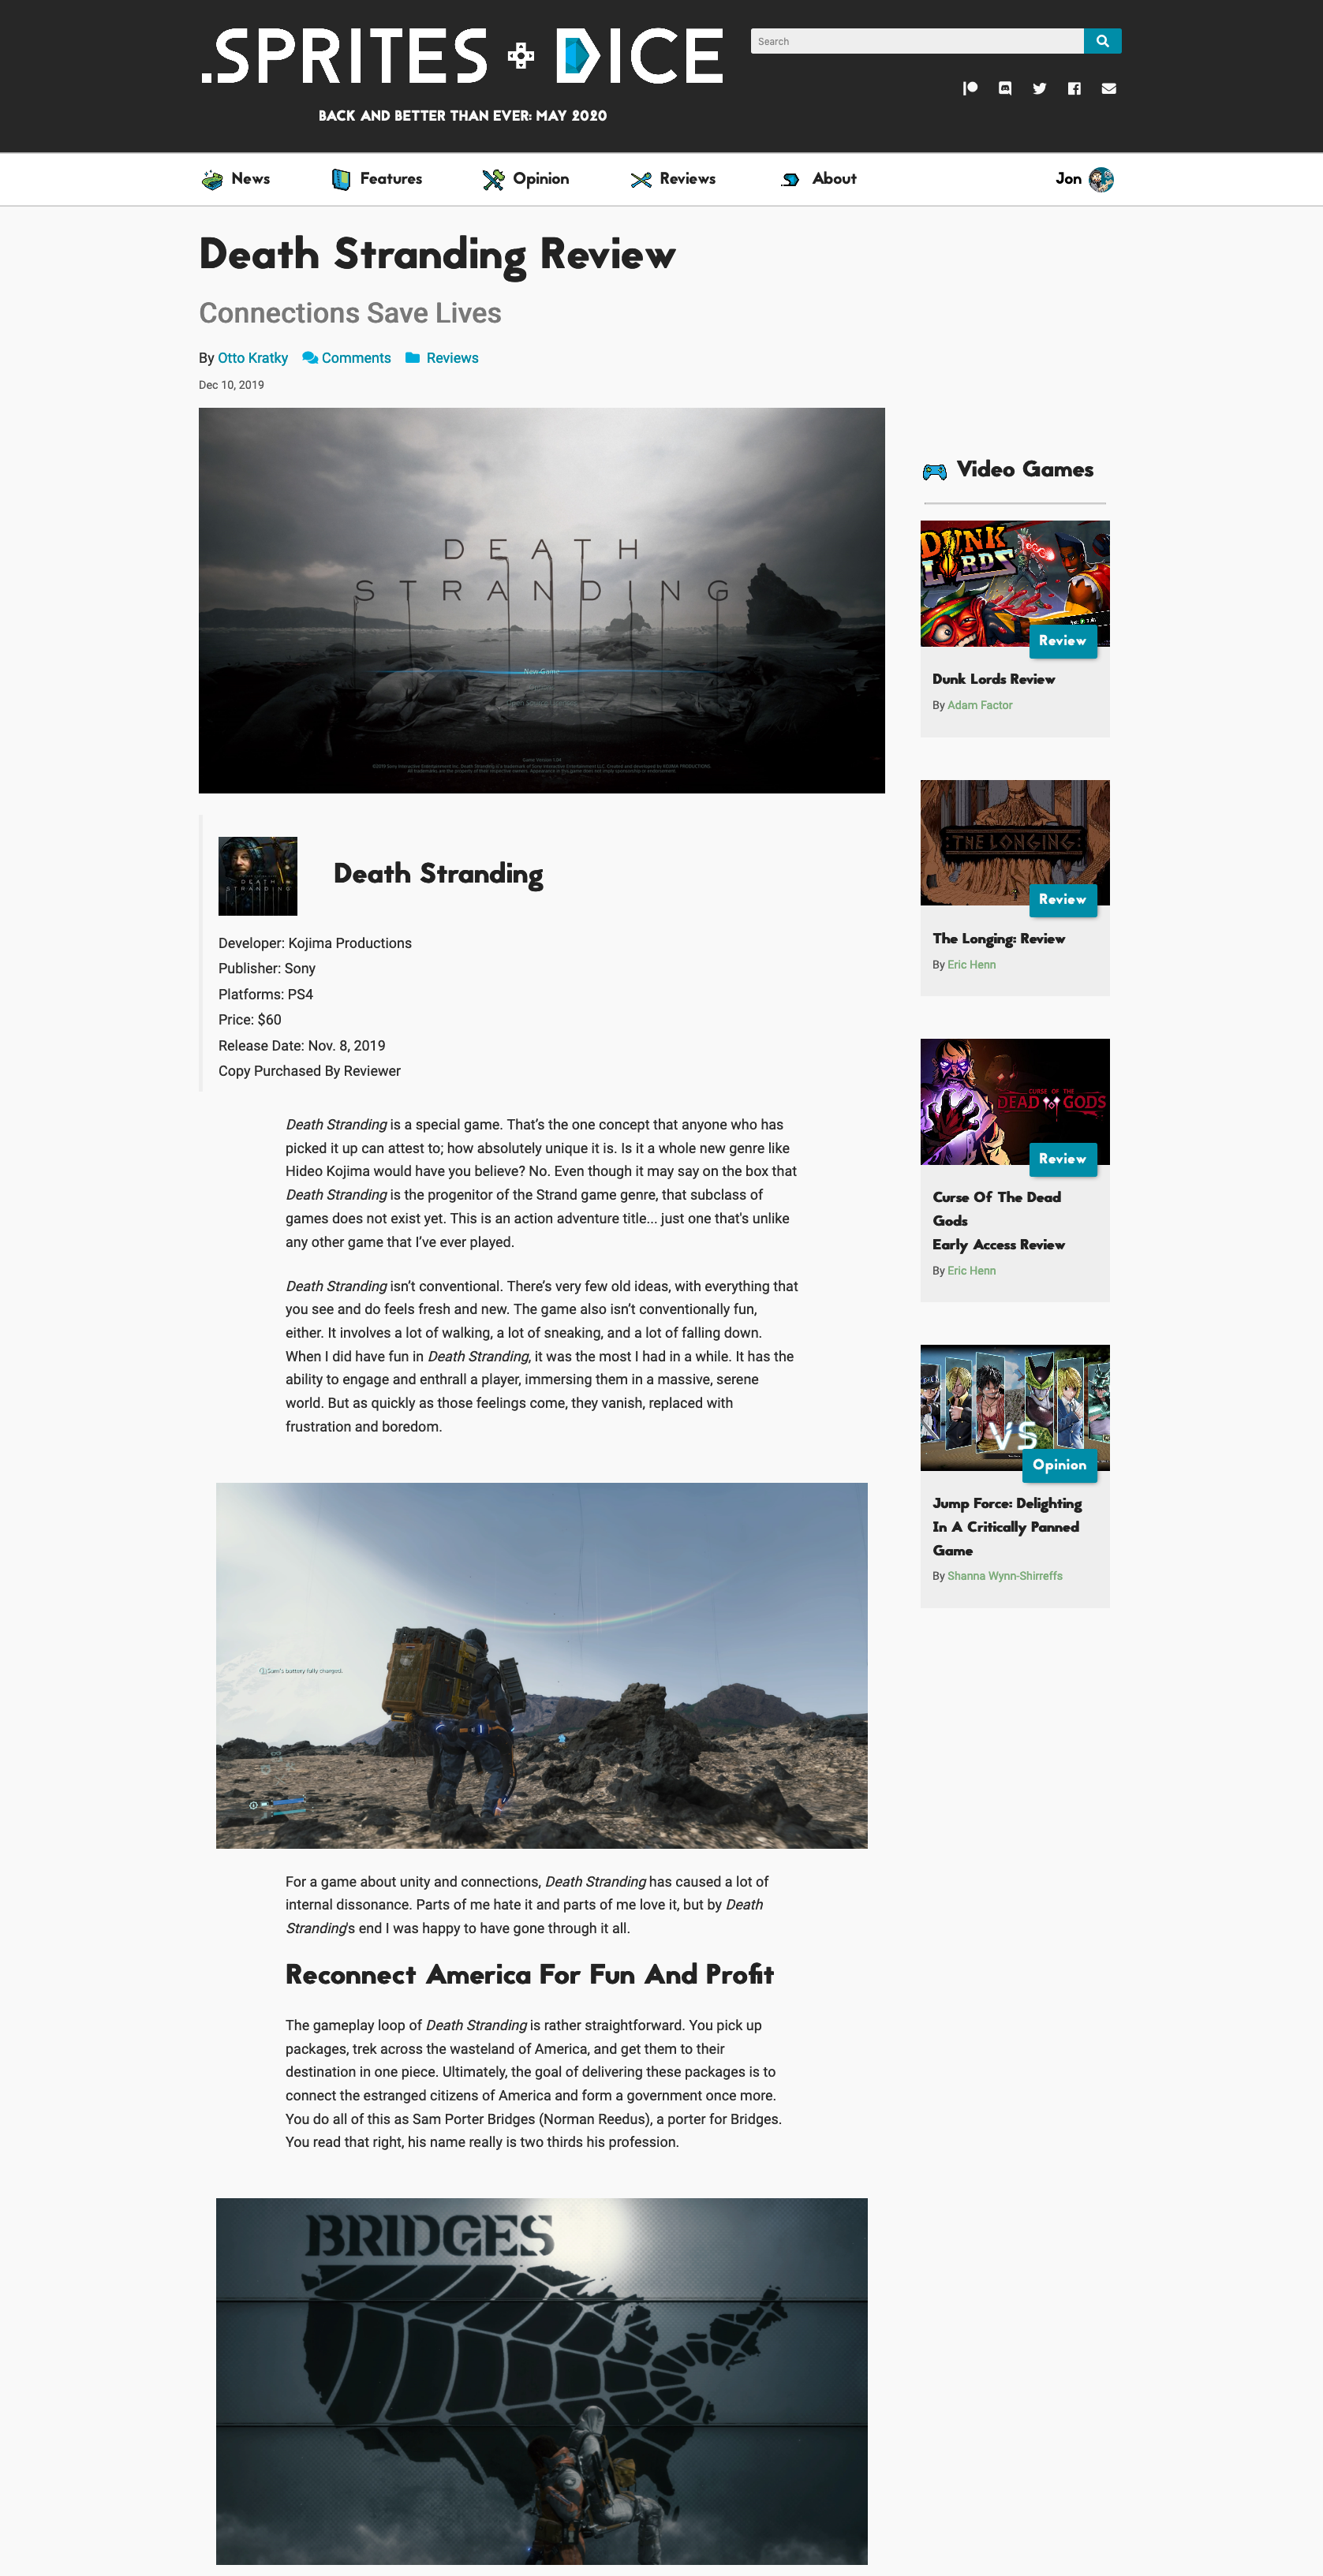 .SPRITES + DICE
Search
BACK AND BETTER THAN EVER: MAY 2020
News
Features
Opinion
Reviews
About
Jon
Death Stranding Review
Connections Save Lives
By Otto Kratky Comments Reviews
Dec 10, 2019
DEATH
STRANDING
New Game
Death Stranding
Developer: Kojima Productions
Publisher: Sony
Platforms: PS4
Price: $60
Release Date: Nov. 8, 2019
Copy Purchased By Reviewer
Death Stranding is a special game. That’s the one concept that anyone who has
picked it up can attest to; how absolutely unique it is. Is it a whole new genre like
Hideo Kojima would have you believe? No. Even though it may say on the box that
Death Stranding is the progenitor of the Strand game genre, that subclass of
games does not exist yet. This is an action adventure title... just one that's unlike
any other game that I’ve ever played.
Death Stranding isn’t conventional. There’s very few old ideas, with everything that
you see and do feels fresh and new. The game also isn’t conventionally fun,
either. It involves a lot of walking, a lot of sneaking, and a lot of falling down.
When I did have fun in Death Stranding, it was the most I had in a while. It has the
ability to engage and enthrall a player, immersing them in a massive, serene
world. But as quickly as those feelings come, they vanish, replaced with
frustration and boredom.
Sam's battery fully charged.
For a game about unity and connections, Death Stranding has caused a lot of
internal dissonance. Parts of me hate it and parts of me love it, but by Death
Stranding's end I was happy to have gone through it all.
Reconnect America For Fun And Profit
The gameplay loop of Death Stranding is rather straightforward. You pick up
packages, trek across the wasteland of America, and get them to their
destination in one piece. Ultimately, the goal of delivering these packages is to
connect the estranged citizens of America and form a government once more.
You do all of this as Sam Porter Bridges (Norman Reedus), a porter for Bridges.
You read that right, his name really is two thirds his profession.
BRIDGES
Video Games
DUNK
LORDS
Review
Dunk Lords Review
By Adam Factor
THE LONGING
Review
The Longing: Review
By Eric Henn
CURSE OF THE
DEAD GODS
Review
Curse Of The Dead
Gods
Early Access Review
By Eric Henn
VS
Opinion
Jump Force: Delighting
In A Critically Panned
Game
By Shanna Wynn-Shirreffs